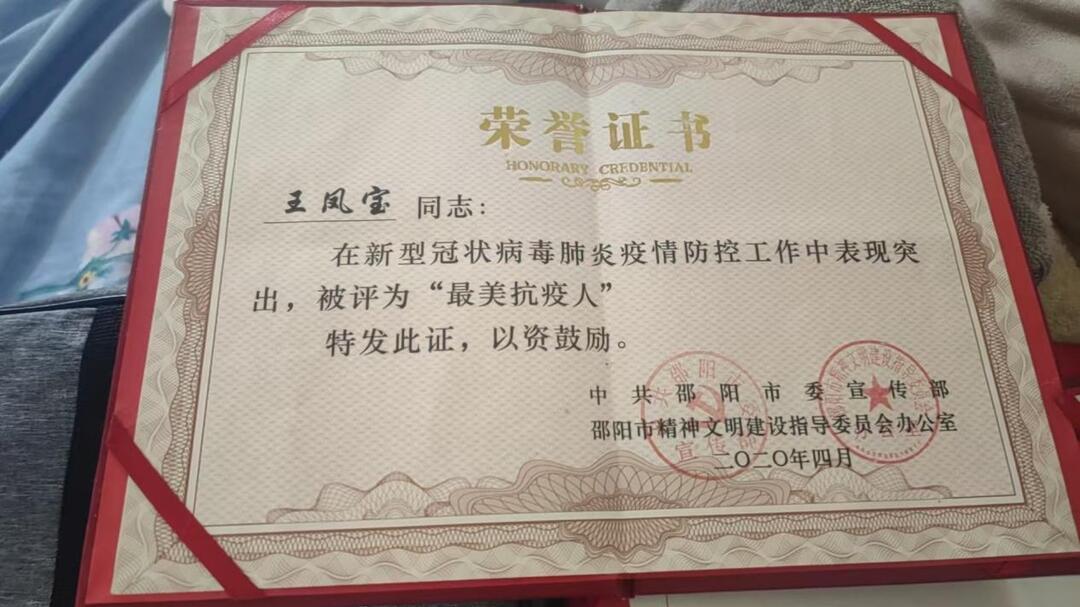 荣誉证书
HONORARY CREDENTIAL
王凤宝 同志：
在新型冠状病毒肺炎疫情防控工作中表现突
出，被评为“最美抗疫人”
特发此证，以资鼓励。
中共邵阳市委宣传部
邵阳市精神文明建设指导委员会办公室
二〇二〇年四月